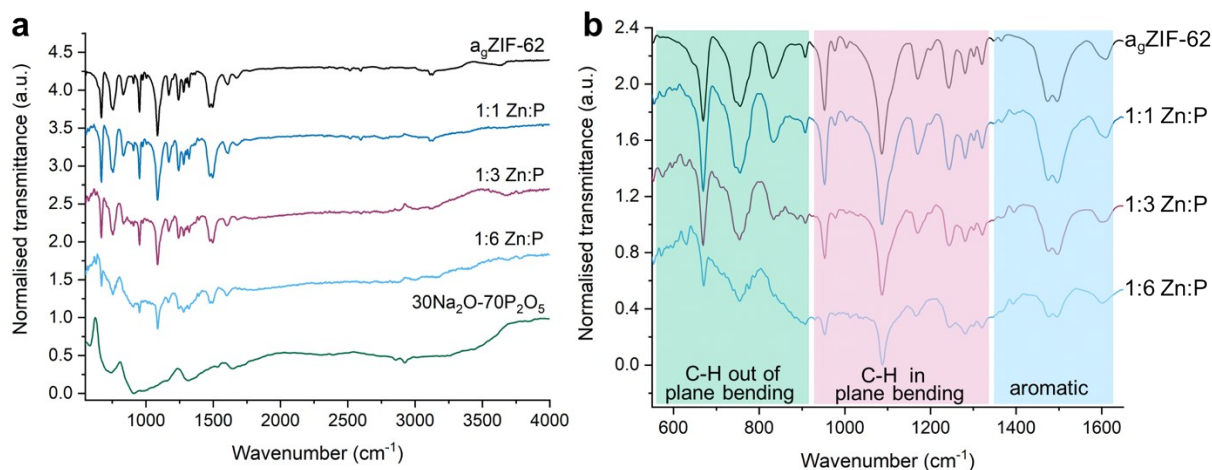 a
4.5
4.0
3.5
3.0
2.5
2.0
1.5
1.0
0.5
0.0
Normalised transmittance (a.u.)
a_gZIF-62
1:1 Zn:P
1:3 Zn:P
1:6 Zn:P
30Na₂O-70P₂O₅
1000 1500 2000 2500 3000 3500 4000
Wavenumber (cm⁻¹)
b
2.4
2.0
1.6
1.2
0.8
0.4
0.0
Normalised transmittance (a.u.)
a_gZIF-62
1:1 Zn:P
1:3 Zn:P
1:6 Zn:P
C-H out of
plane bending
C-H in
plane bending
aromatic
600 800 1000 1200 1400 1600
Wavenumber (cm⁻¹)